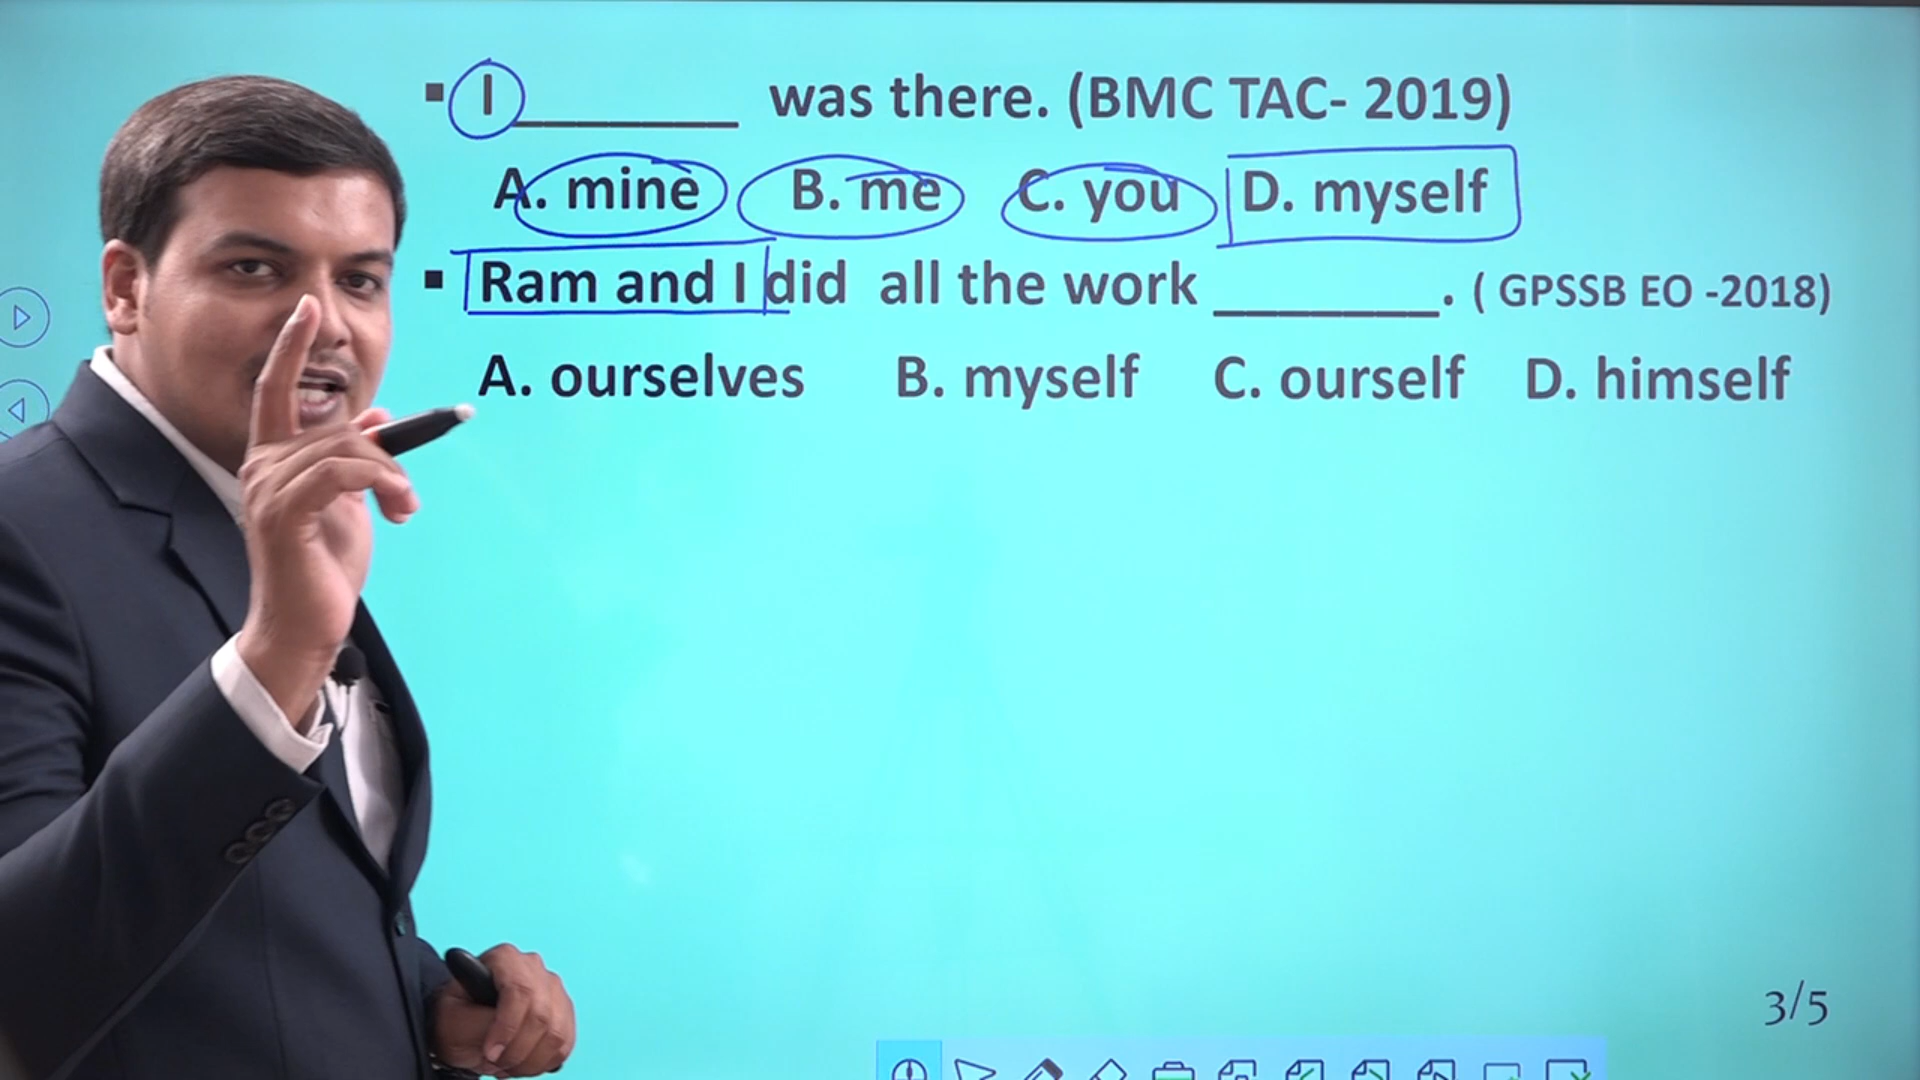 ▪ I________ was there. (BMC TAC- 2019)
A. mine B. me C. you D. myself
▪ Ram and I did all the work ________. ( GPSSB EO -2018)
A. ourselves B. myself C. ourself D. himself
3/5